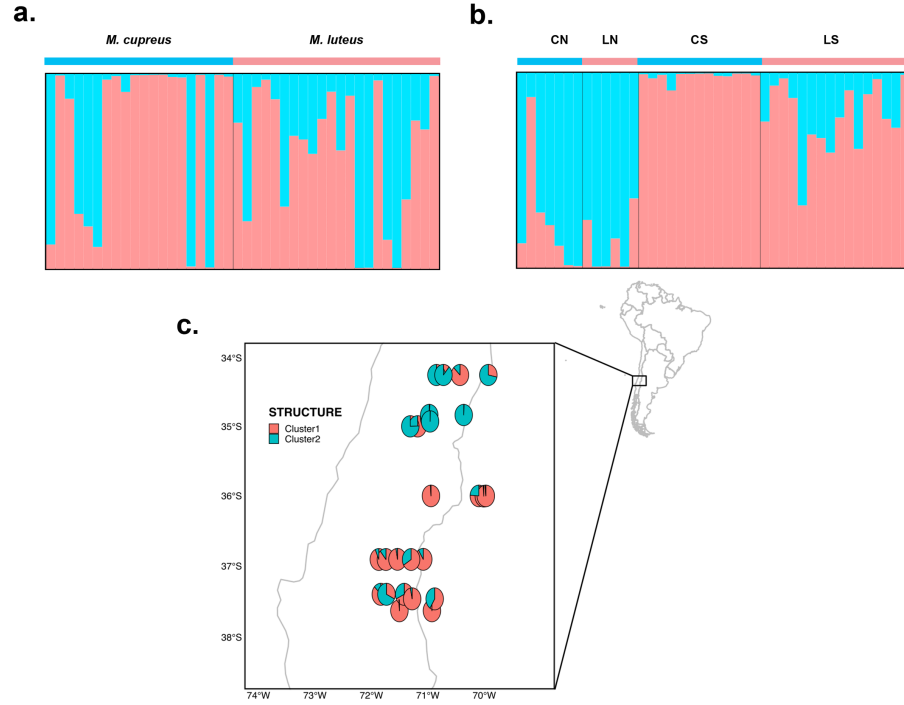 a.
M. cupreus M. luteus
b.
CN LN CS LS
c.
34°S
35°S
36°S
37°S
38°S
STRUCTURE
Cluster1
Cluster2
74°W 73°W 72°W 71°W 70°W